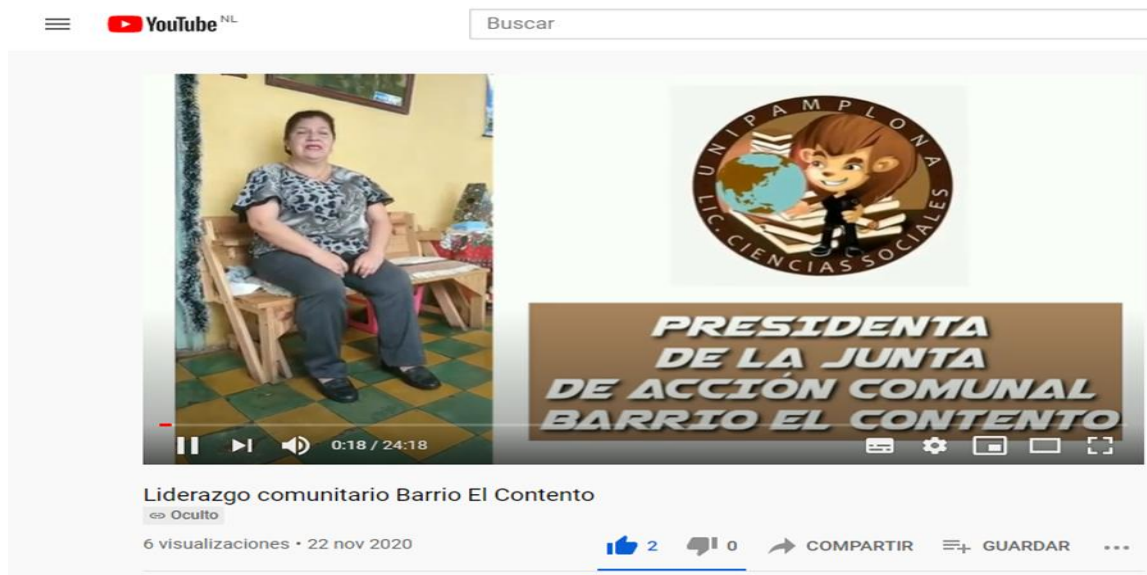 YouTube NL
Buscar
UNIPAMPLONA
LIC. CIENCIAS SOCIALES
PRESIDENTA
DE LA JUNTA
DE ACCIÓN COMUNAL
BARRIO EL CONTENTO
0:18 / 24:18
Liderazgo comunitario Barrio El Contento
Oculto
6 visualizaciones • 22 nov 2020
2
0
COMPARTIR
GUARDAR